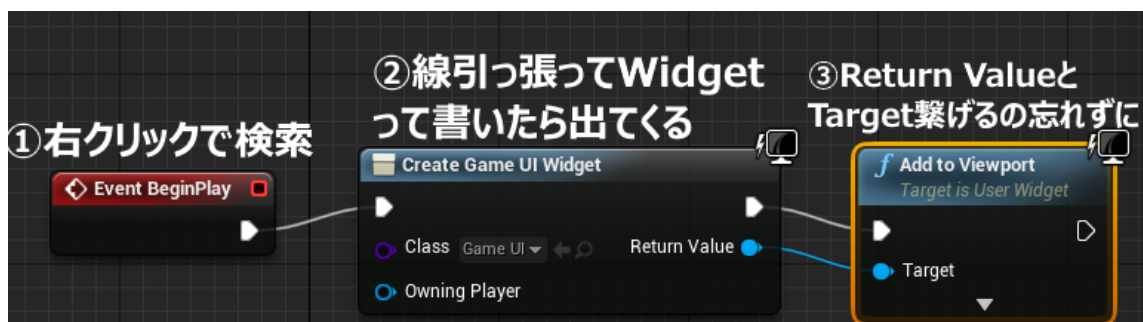 ①右クリックで検索
②線引っ張ってWidget
って書いたら出てくる
③Return Valueと
Target繋げるの忘れずに
Event BeginPlay
Create Game UI Widget
Class Game UI
Return Value
Owning Player
f Add to Viewport
Target is User Widget
Target